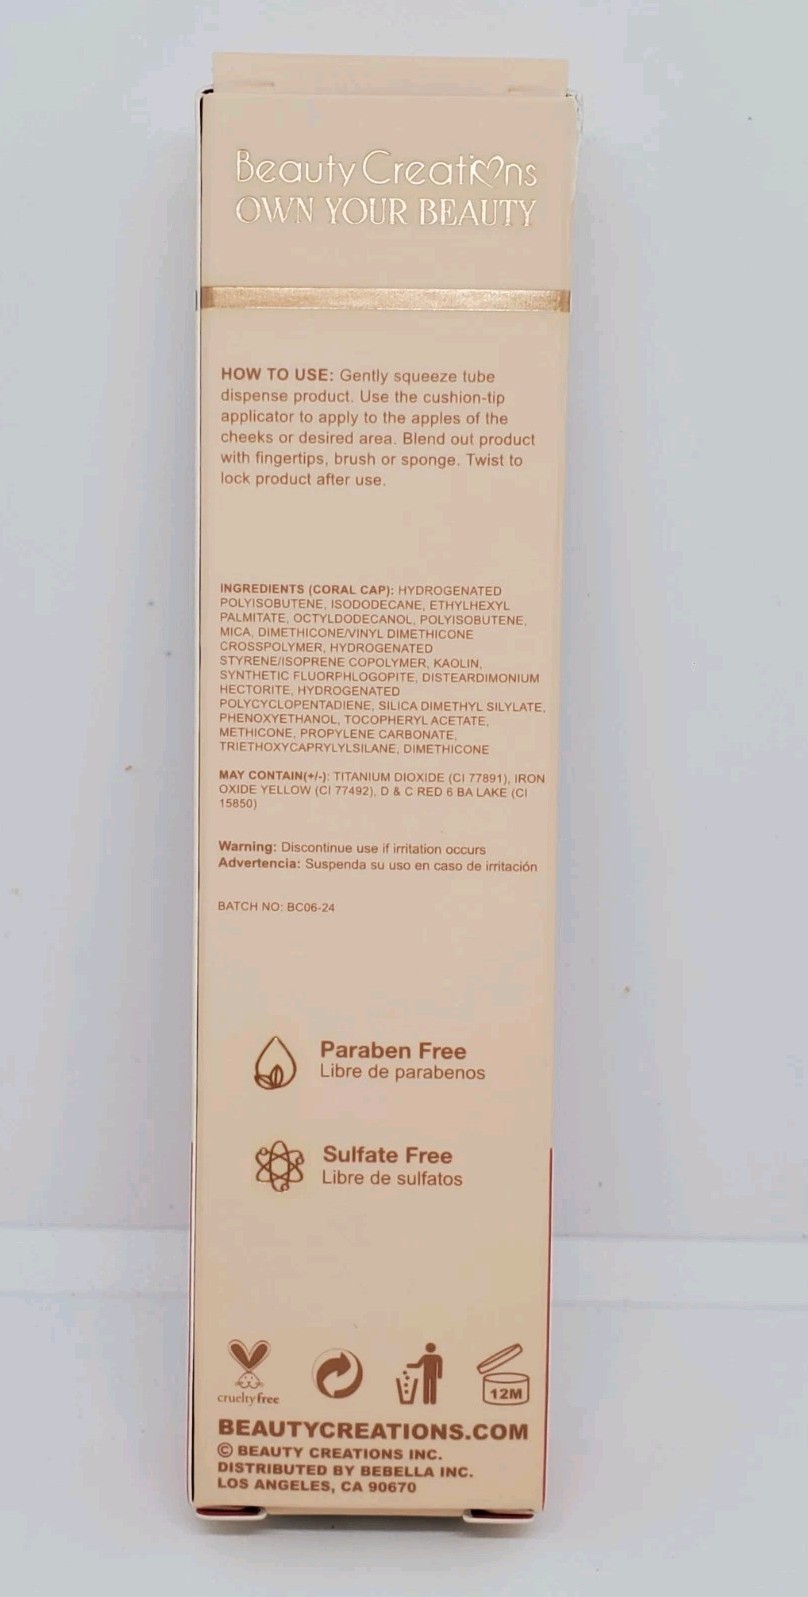 Beauty Creations
OWN YOUR BEAUTY
HOW TO USE: Gently squeeze tube
dispense product. Use the cushion-tip
applicator to apply to the apples of the
cheeks or desired area. Blend out product
with fingertips, brush or sponge. Twist to
lock product after use.
INGREDIENTS (CORAL CAP): HYDROGENATED
POLYISOBUTENE, ISODODECANE, ETHYLHEXYL
PALMITATE, OCTYLDODECANOL, POLYISOBUTENE,
MICA, DIMETHICONE/VINYL DIMETHICONE
CROSSPOLYMER, HYDROGENATED
STYRENE/ISOPRENE COPOLYMER, KAOLIN,
SYNTHETIC FLUORPHLOGOPITE, DISTEARDIMONIUM
HECTORITE, HYDROGENATED
POLYCYCLOPENTADIENE, SILICA DIMETHYL SILYLATE,
PHENOXYETHANOL, TOCOPHERYL ACETATE,
METHICONE, PROPYLENE CARBONATE,
TRIETHOXYCAPRYLYLSILANE, DIMETHICONE
MAY CONTAIN(+/-): TITANIUM DIOXIDE (CI 77891), IRON
OXIDE YELLOW (CI 77492), D & C RED 6 BA LAKE (CI
15850)
Warning: Discontinue use if irritation occurs
Advertencia: Suspenda su uso en caso de irritación
BATCH NO: BC06-24
Paraben Free
Libre de parabenos
Sulfate Free
Libre de sulfatos
crueltyfree
12M
BEAUTYCREATIONS.COM
© BEAUTY CREATIONS INC.
DISTRIBUTED BY BEBELLA INC.
LOS ANGELES, CA 90670